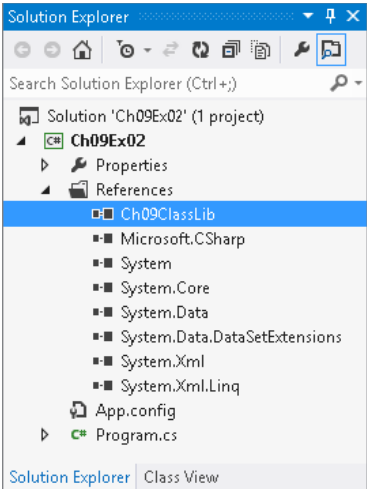 Solution Explorer
Search Solution Explorer (Ctrl+;)
Solution 'Ch09Ex02' (1 project)
C# Ch09Ex02
Properties
References
Ch09ClassLib
Microsoft.CSharp
System
System.Core
System.Data
System.Data.DataSetExtensions
System.Xml
System.Xml.Linq
App.config
C# Program.cs
Solution Explorer Class View